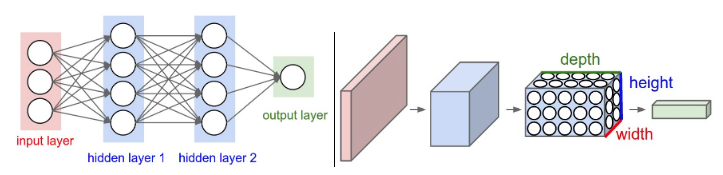 input layer
hidden layer 1
hidden layer 2
output layer
depth
height
width